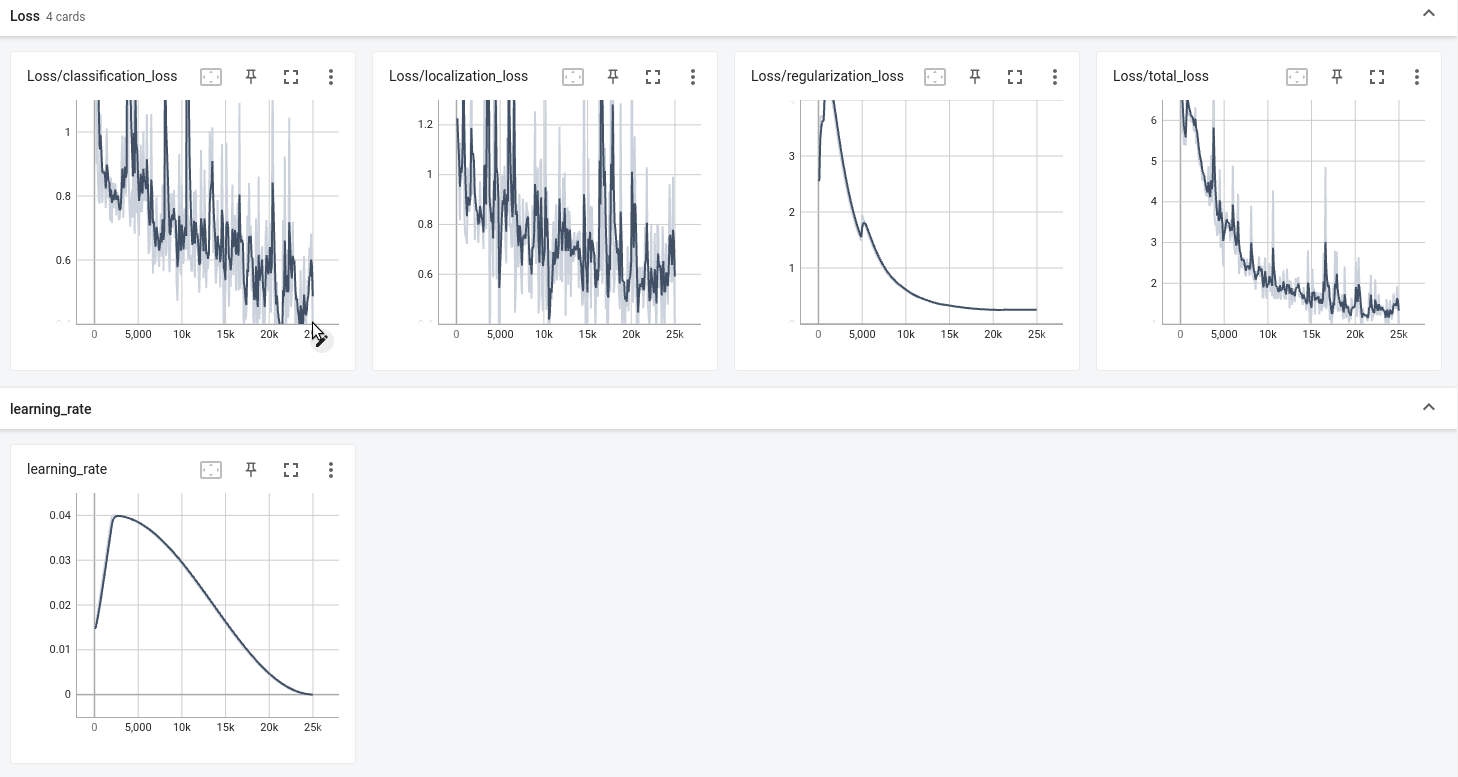 Loss 4 cards
Loss/classification_loss
1
0.8
0.6
0 5,000 10k 15k 20k
Loss/localization_loss
1.2
1
0.8
0.6
0 5,000 10k 15k 20k 25k
Loss/regularization_loss
3
2
1
0 5,000 10k 15k 20k 25k
Loss/total_loss
6
5
4
3
2
0 5,000 10k 15k 20k 25k
learning_rate
learning_rate
0.04
0.03
0.02
0.01
0
0 5,000 10k 15k 20k 25k